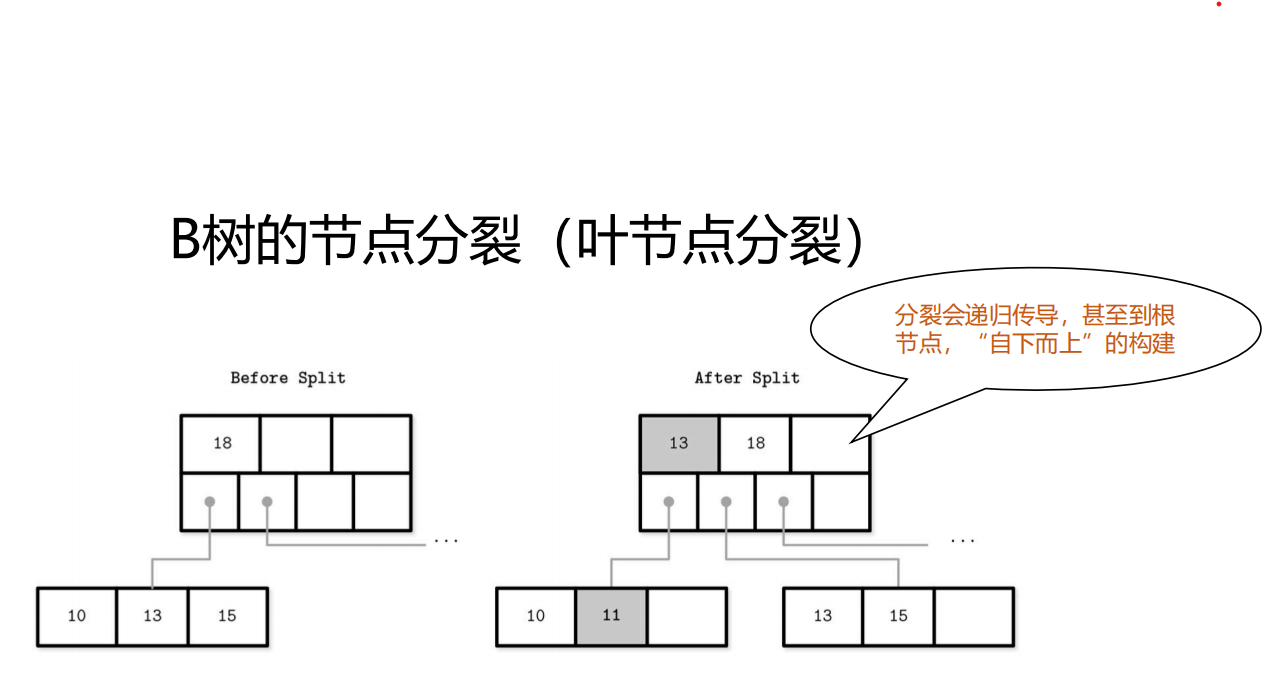 B树的节点分裂（叶节点分裂）
分裂会递归传导，甚至到根
节点，“自下而上”的构建
Before Split
After Split
18
13 18
...
...
10 13 15
10 11
13 15